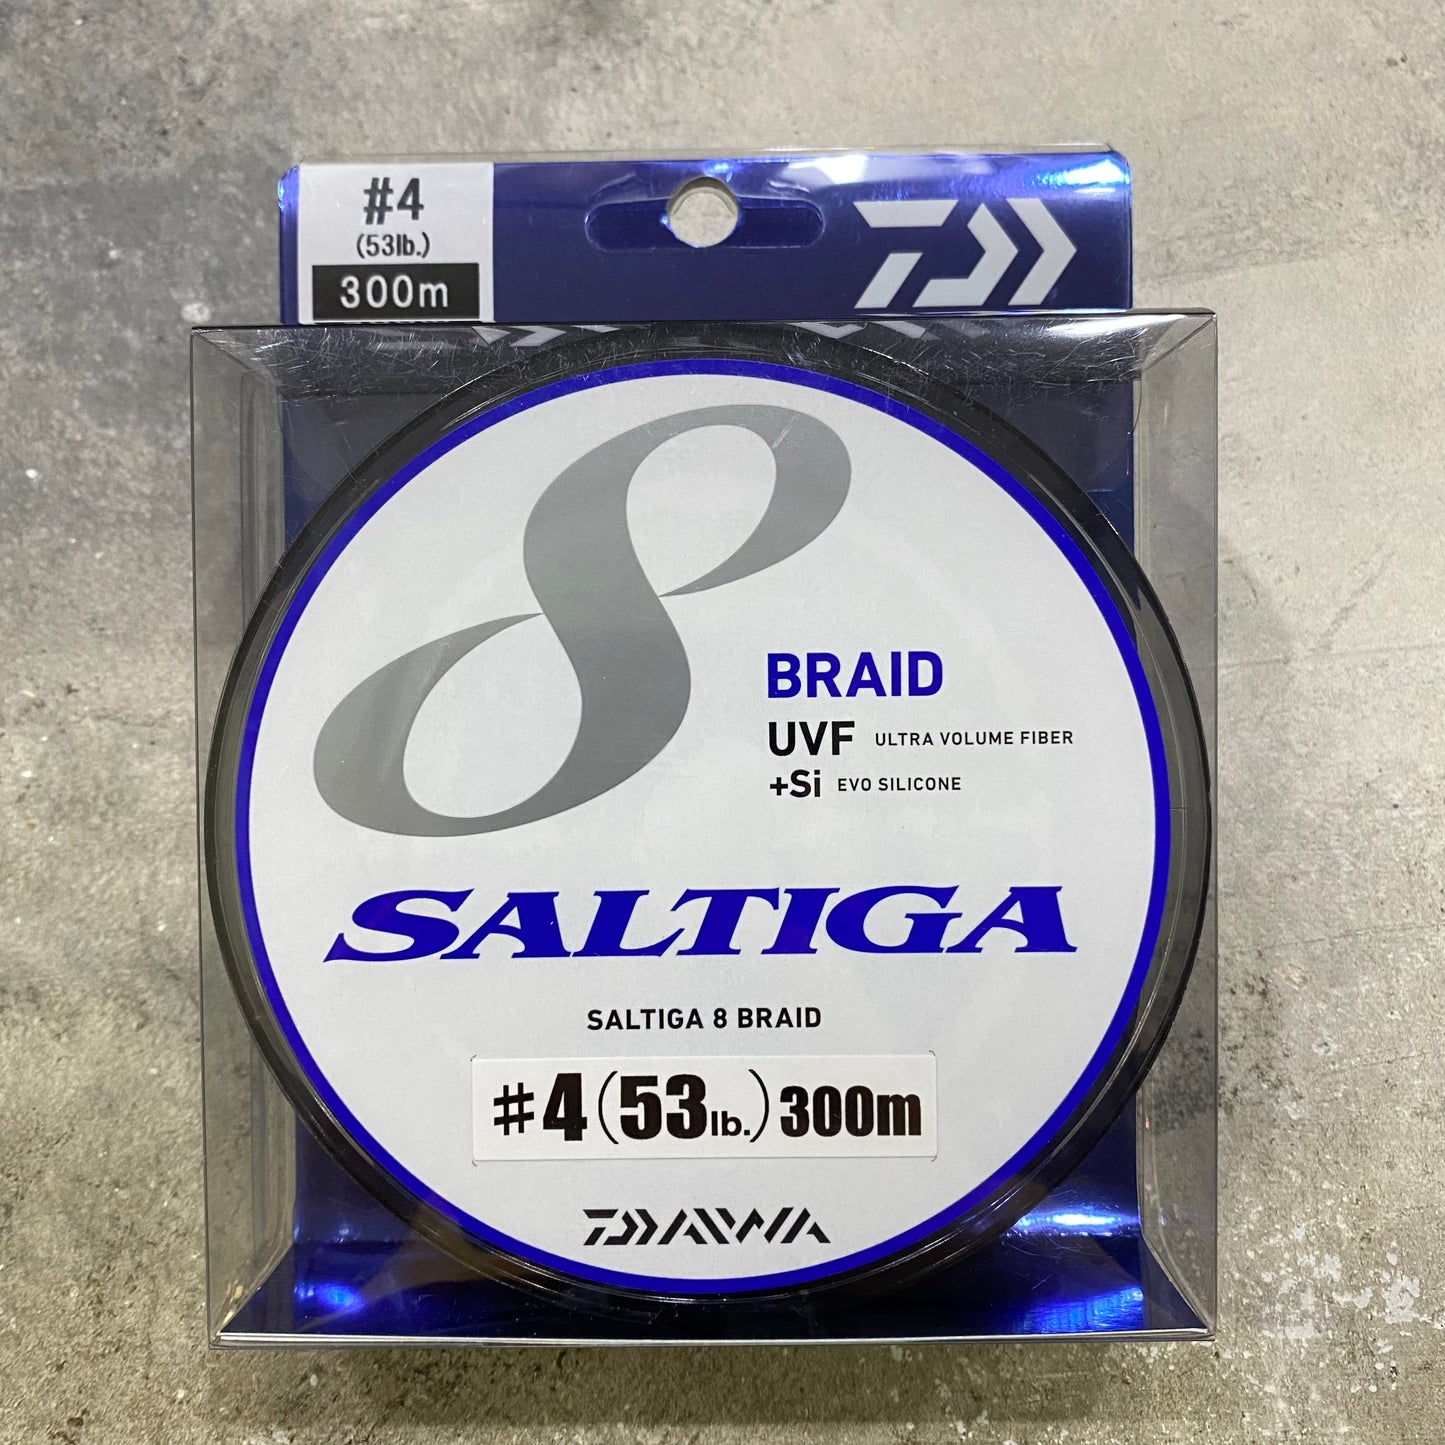 #4
(53lb.)
300m
8
BRAID
UVF ULTRA VOLUME FIBER
+Si EVO SILICONE
SALTIGA
SALTIGA 8 BRAID
#4(53lb.)300m
DAIWA